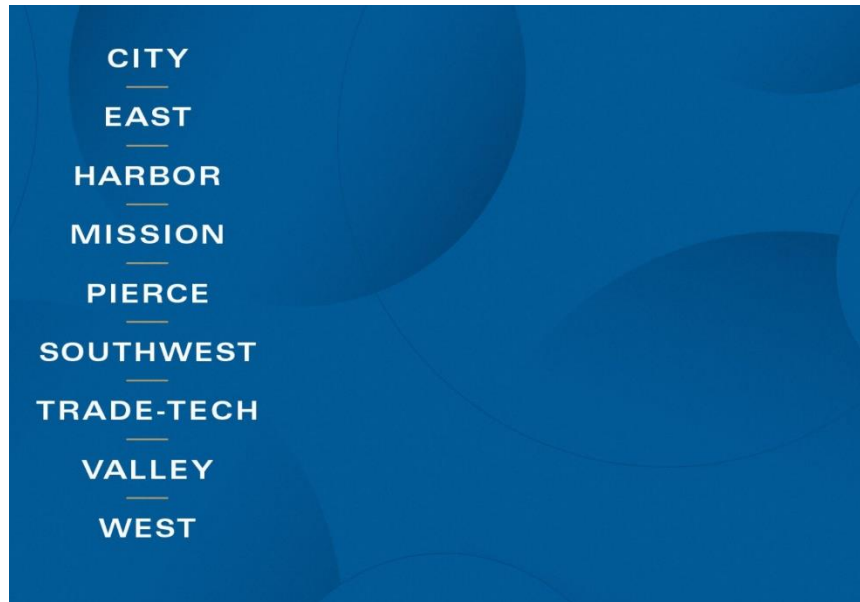 CITY
EAST
HARBOR
MISSION
PIERCE
SOUTHWEST
TRADE-TECH
VALLEY
WEST